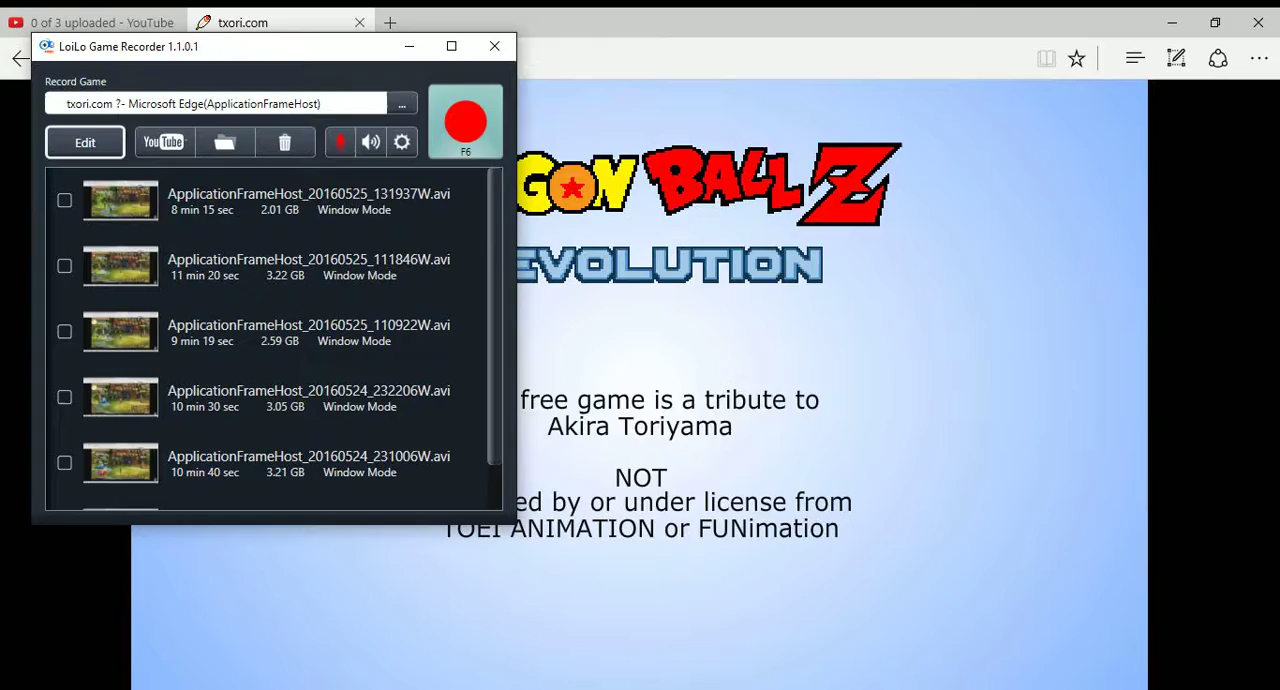 0 of 3 uploaded - YouTube
txori.com
LoiLo Game Recorder 1.1.0.1
Record Game
txori.com ?- Microsoft Edge(ApplicationFrameHost)
...
F6
Edit
YouTube
ApplicationFrameHost_20160525_131937W.avi
8 min 15 sec 2.01 GB Window Mode
ApplicationFrameHost_20160525_111846W.avi
11 min 20 sec 3.22 GB Window Mode
ApplicationFrameHost_20160525_110922W.avi
9 min 19 sec 2.59 GB Window Mode
ApplicationFrameHost_20160524_232206W.avi
10 min 30 sec 3.05 GB Window Mode
ApplicationFrameHost_20160524_231006W.avi
10 min 40 sec 3.21 GB Window Mode
GON BALL Z
EVOLUTION
free game is a tribute to
Akira Toriyama
NOT
ed by or under license from
TOEI ANIMATION or FUNimation